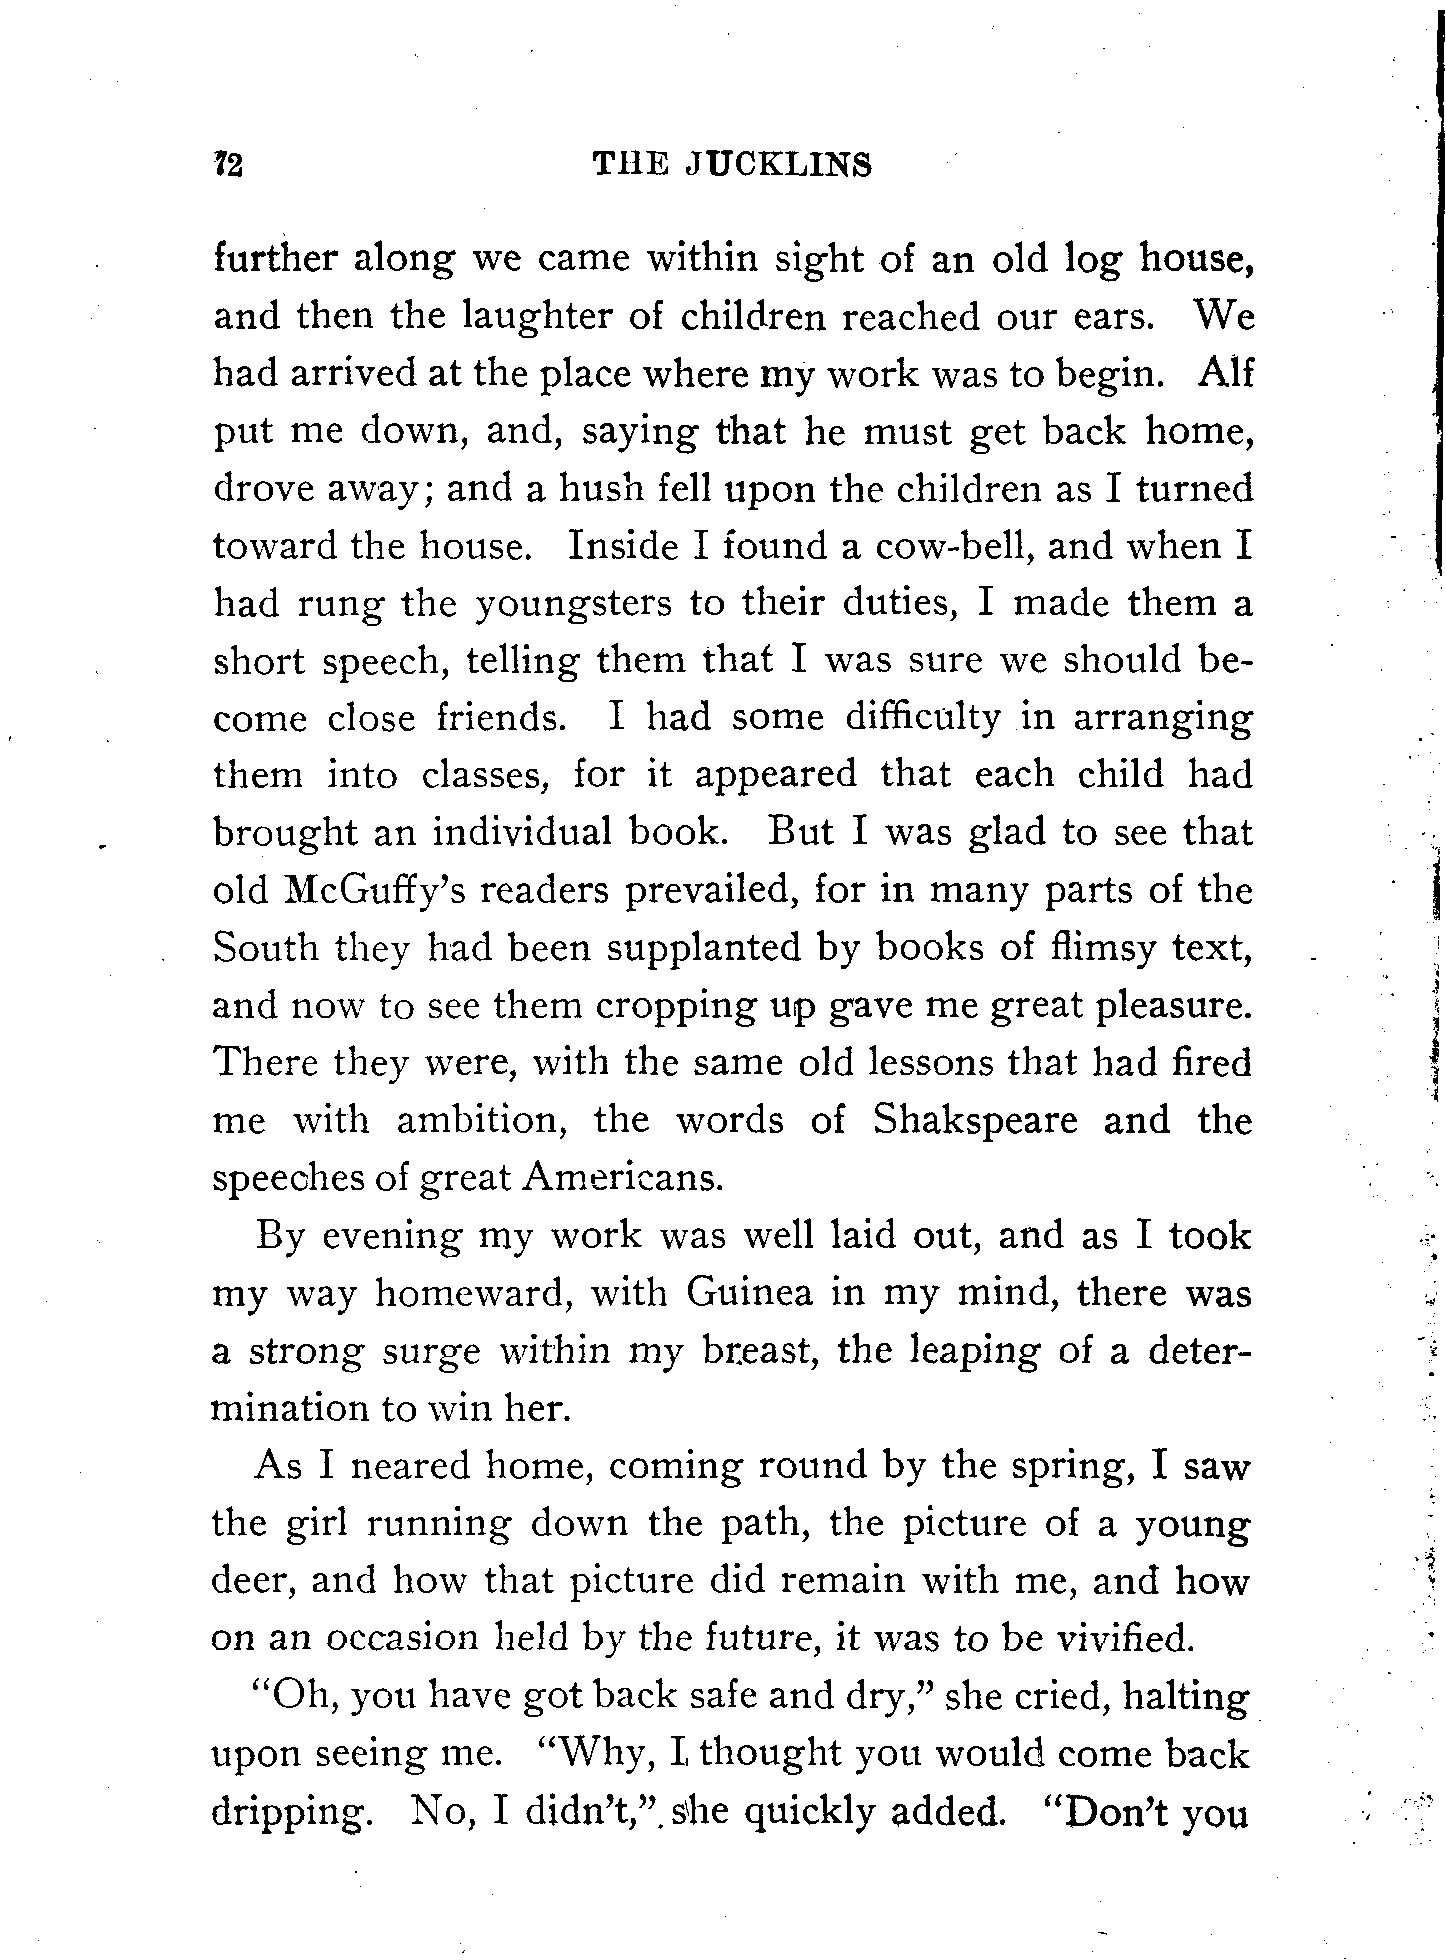 72 THE JUCKLINS
further along we came within sight of an old log house,
and then the laughter of children reached our ears. We
had arrived at the place where my work was to begin. Alf
put me down, and, saying that he must get back home,
drove away; and a hush fell upon the children as I turned
toward the house. Inside I found a cow-bell, and when I
had rung the youngsters to their duties, I made them a
short speech, telling them that I was sure we should be-
come close friends. I had some difficulty in arranging
them into classes, for it appeared that each child had
brought an individual book. But I was glad to see that
old McGuffy's readers prevailed, for in many parts of the
South they had been supplanted by books of flimsy text,
and now to see them cropping up gave me great pleasure.
There they were, with the same old lessons that had fired
me with ambition, the words of Shakspeare and the
speeches of great Americans.
By evening my work was well laid out, and as I took
my way homeward, with Guinea in my mind, there was
a strong surge within my breast, the leaping of a deter-
mination to win her.
As I neared home, coming round by the spring, I saw
the girl running down the path, the picture of a young
deer, and how that picture did remain with me, and how
on an occasion held by the future, it was to be vivified.
"Oh, you have got back safe and dry," she cried, halting
upon seeing me. "Why, I thought you would come back
dripping. No, I didn't," she quickly added. "Don't you